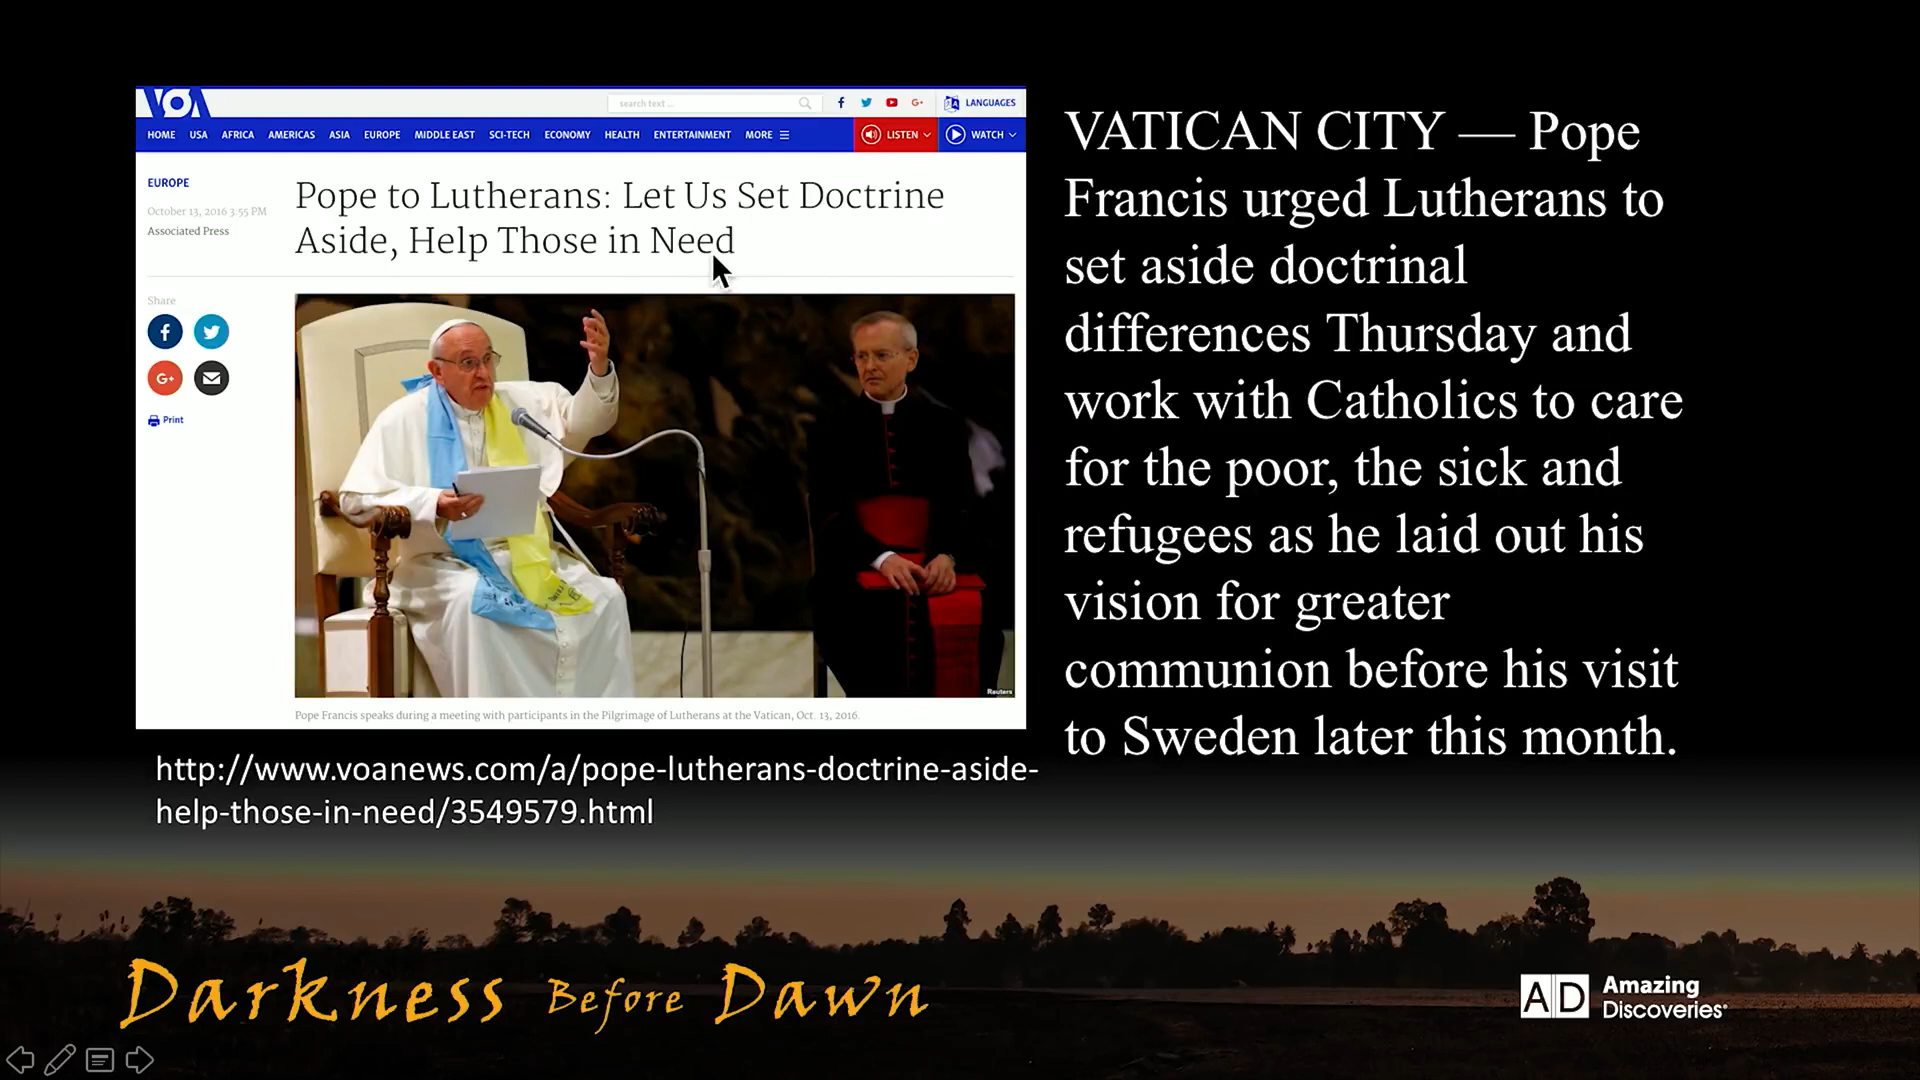 VOA
search text ...
LANGUAGES
HOME USA AFRICA AMERICAS ASIA EUROPE MIDDLE EAST SCI-TECH ECONOMY HEALTH ENTERTAINMENT MORE LISTEN WATCH
EUROPE
October 13, 2016 3:55 PM
Associated Press
Pope to Lutherans: Let Us Set Doctrine
Aside, Help Those in Need
Share
Print
Reuters
Pope Francis speaks during a meeting with participants in the Pilgrimage of Lutherans at the Vatican, Oct. 13, 2016.
http://www.voanews.com/a/pope-lutherans-doctrine-aside-
help-those-in-need/3549579.html
VATICAN CITY — Pope
Francis urged Lutherans to
set aside doctrinal
differences Thursday and
work with Catholics to care
for the poor, the sick and
refugees as he laid out his
vision for greater
communion before his visit
to Sweden later this month.
Darkness Before Dawn
AD Amazing
Discoveries